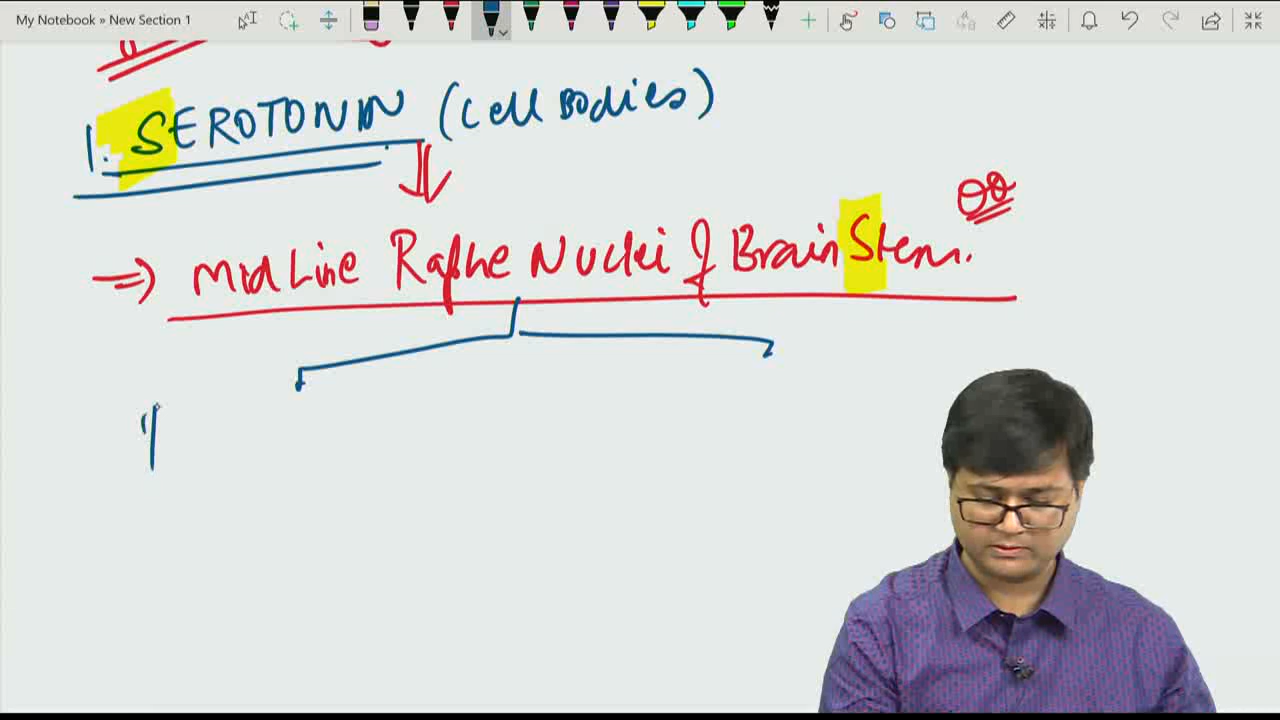 My Notebook » New Section 1
1. SEROTONIN (Cell Bodies)
=> MidLine Raphe Nuclei of Brain Stem.